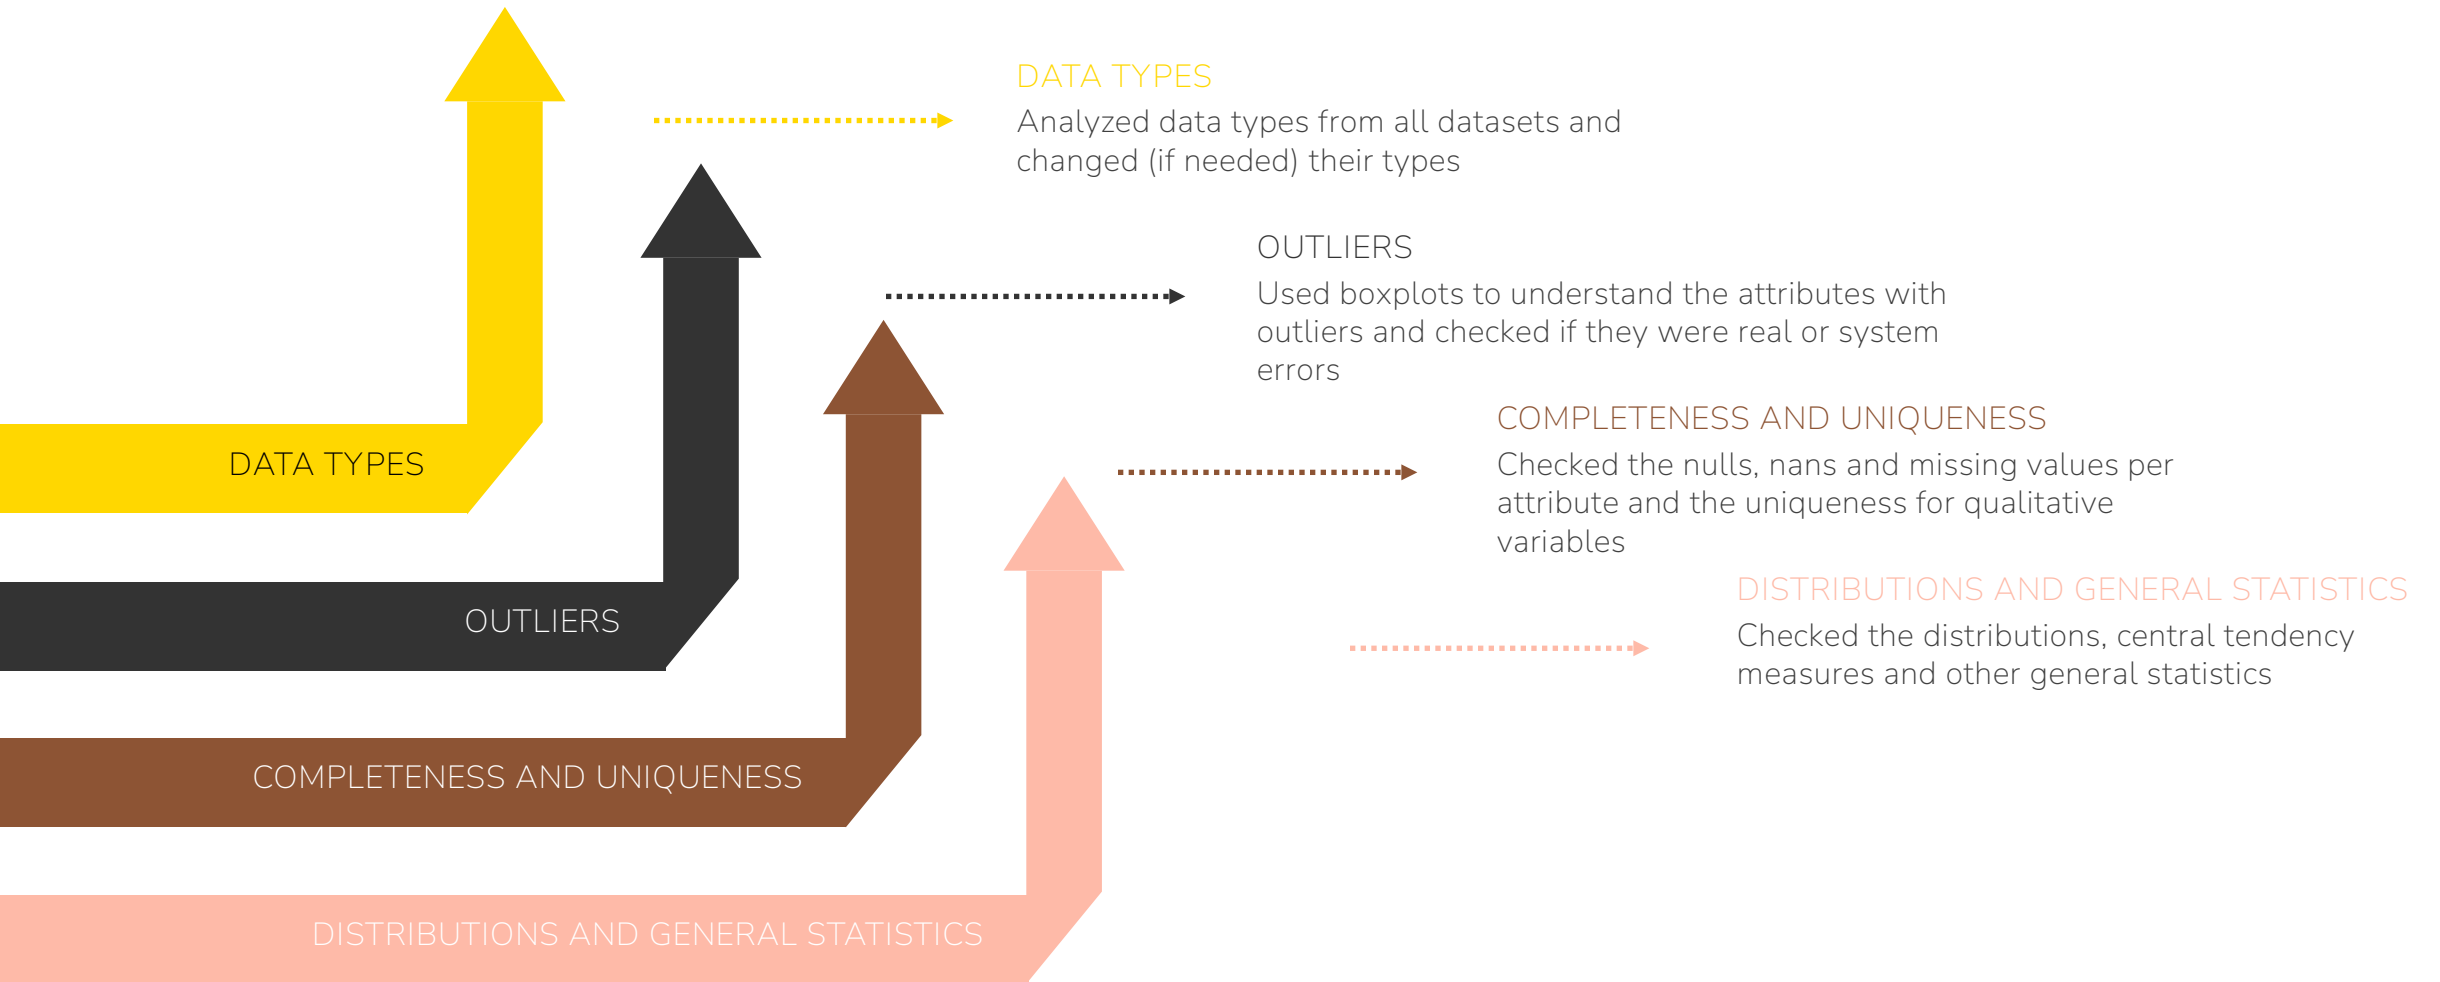 DATA TYPES
Analyzed data types from all datasets and
changed (if needed) their types
OUTLIERS
Used boxplots to understand the attributes with
outliers and checked if they were real or system
errors
COMPLETENESS AND UNIQUENESS
Checked the nulls, nans and missing values per
attribute and the uniqueness for qualitative
variables
DISTRIBUTIONS AND GENERAL STATISTICS
Checked the distributions, central tendency
measures and other general statistics
DATA TYPES
OUTLIERS
COMPLETENESS AND UNIQUENESS
DISTRIBUTIONS AND GENERAL STATISTICS